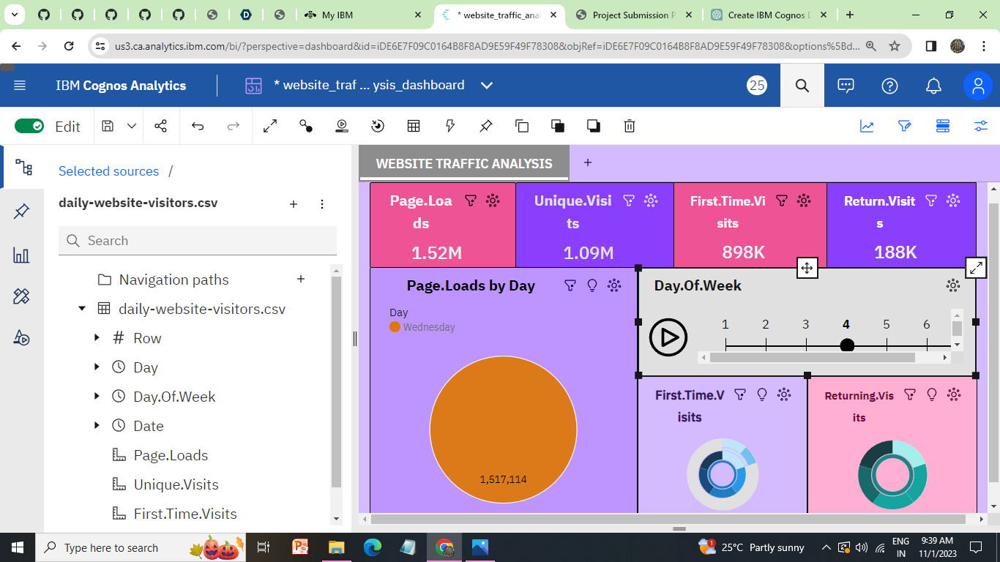 My IBM
* website_traffic_anal
Project Submission P
Create IBM Cognos D
us3.ca.analytics.ibm.com/bi/?perspective=dashboard&id=iDE6E7F09C0164B8F8AD9E59F49F78308&objRef=iDE6E7F09C0164B8F8AD9E59F49F78308&options%5Bd...
IBM Cognos Analytics
* website_traf ... ysis_dashboard
25
Edit
Selected sources /
daily-website-visitors.csv
Search
Navigation paths
daily-website-visitors.csv
Row
Day
Day.Of.Week
Date
Page.Loads
Unique.Visits
First.Time.Visits
WEBSITE TRAFFIC ANALYSIS
Page.Loa
ds
1.52M
Unique.Visi
ts
1.09M
First.Time.Vi
sits
898K
Return.Visit
s
188K
Page.Loads by Day
Day
Wednesday
1,517,114
Day.Of.Week
1 2 3 4 5 6
First.Time.V
isits
Returning.Vis
its
Type here to search
25°C Partly sunny
ENG
IN
9:39 AM
11/1/2023